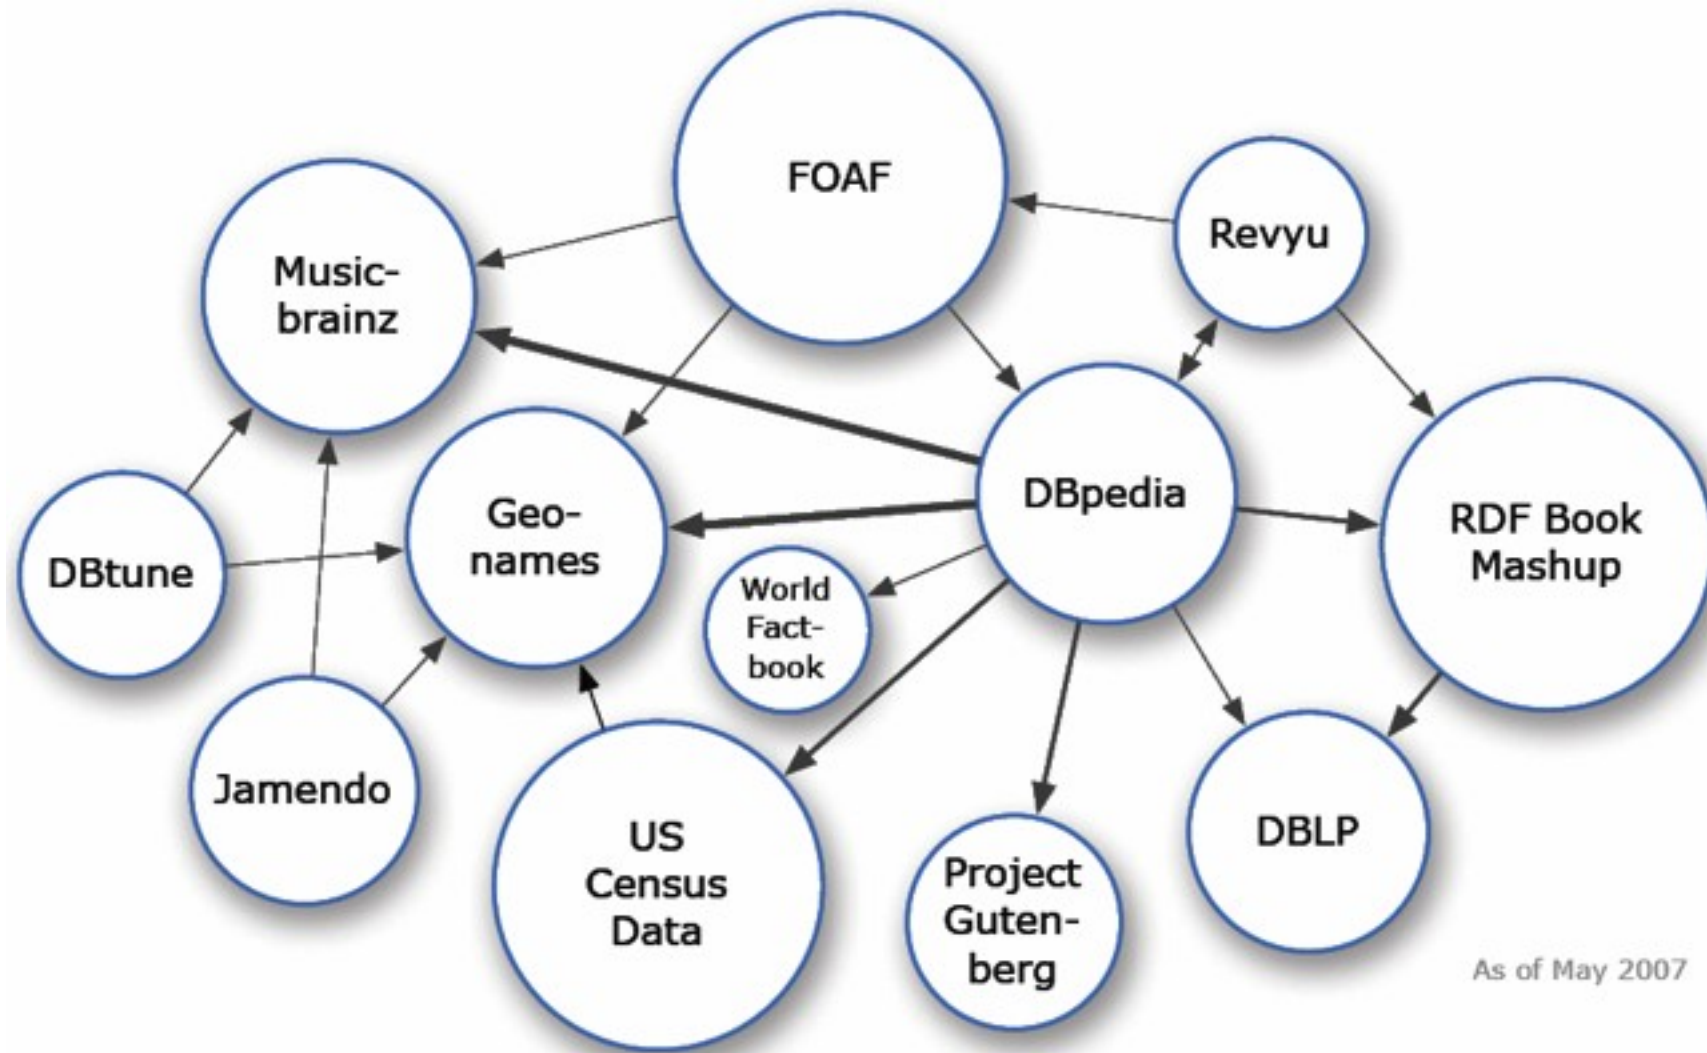 FOAF
Revyu
Music-
brainz
DBpedia
Geo-
names
RDF Book
Mashup
DBtune
World
Fact-
book
Jamendo
US
Census
Data
Project
Guten-
berg
DBLP
As of May 2007